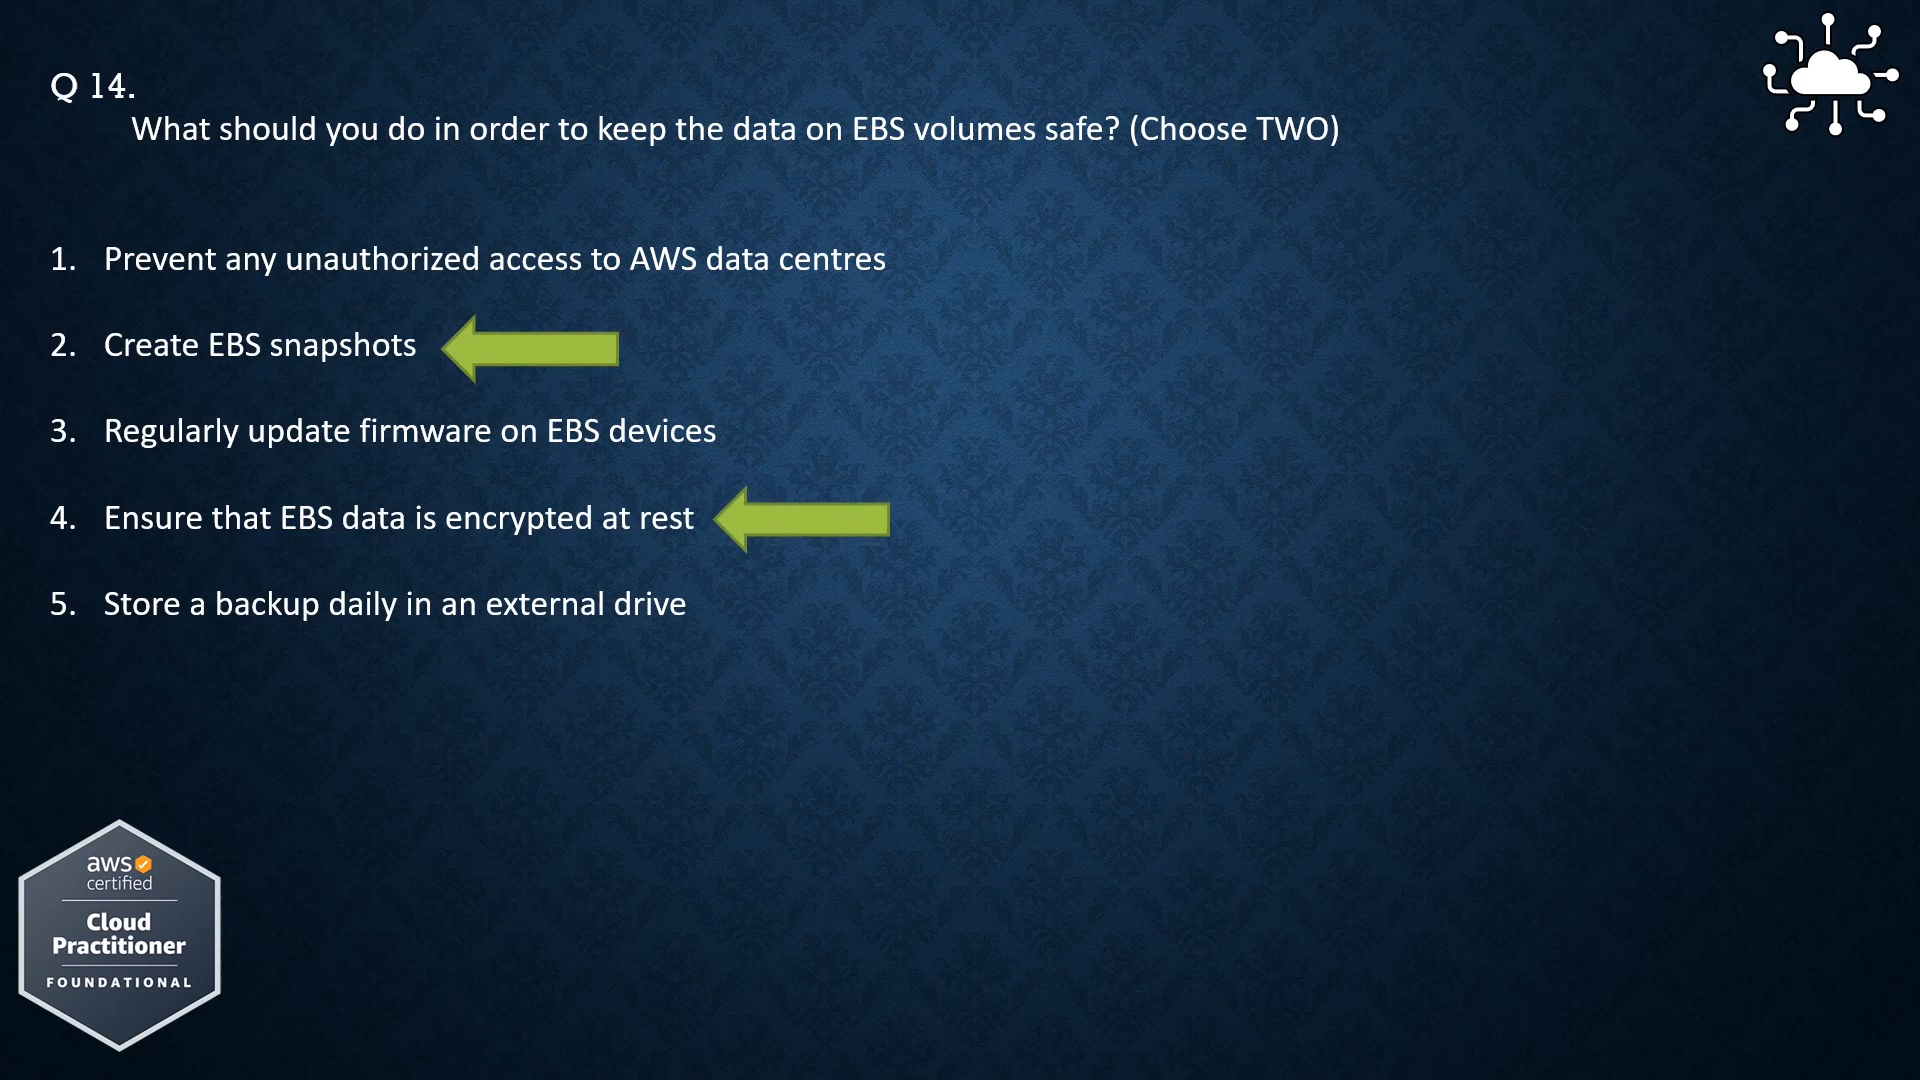 Q 14.
What should you do in order to keep the data on EBS volumes safe? (Choose TWO)
1. Prevent any unauthorized access to AWS data centres
2. Create EBS snapshots
3. Regularly update firmware on EBS devices
4. Ensure that EBS data is encrypted at rest
5. Store a backup daily in an external drive
aws
certified
Cloud
Practitioner
FOUNDATIONAL